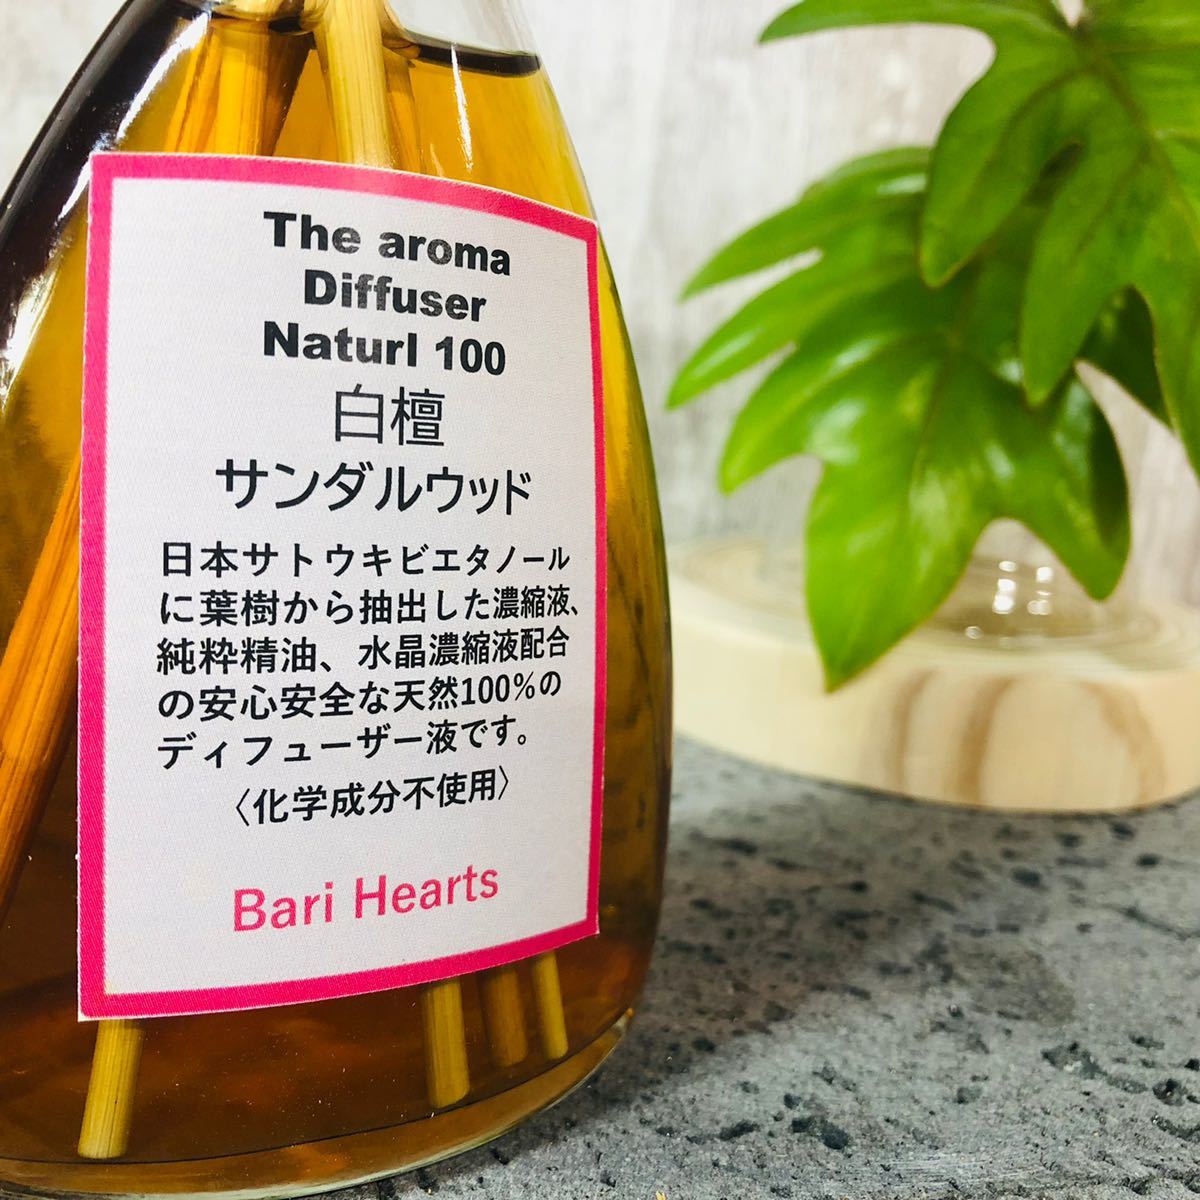 The aroma
Diffuser
Naturl 100
白檀
サンダルウッド
日本サトウキビエタノール
に葉樹から抽出した濃縮液、
純粋精油、水晶濃縮液配合
の安心安全な天然100%の
ディフューザー液です。
〈化学成分不使用〉
Bari Hearts